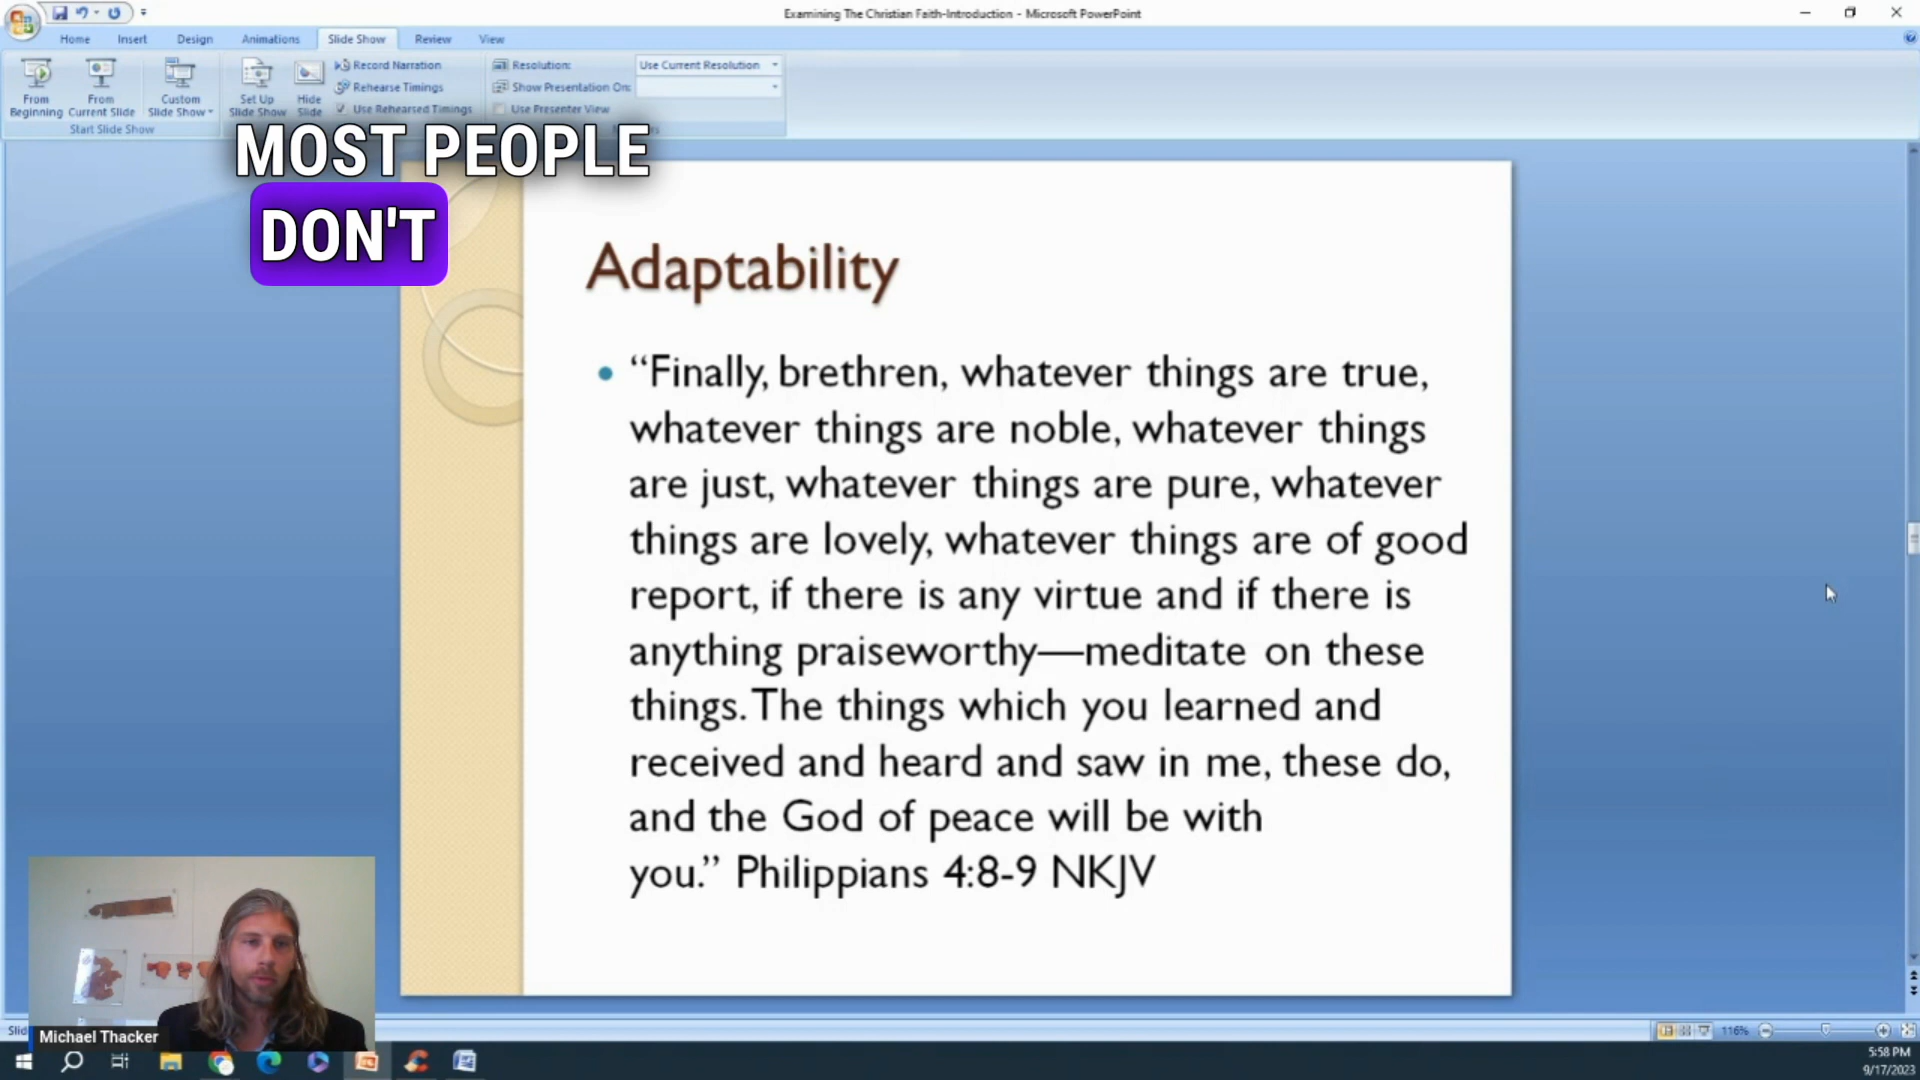 Examining The Christian Faith-Introduction - Microsoft PowerPoint
Home Insert Design Animations Slide Show Review View
Record Narration
Rehearse Timings
Use Rehearsed Timings
From Beginning
From Current Slide
Custom Slide Show
Set Up Slide Show
Hide Slide
Start Slide Show
Resolution: Use Current Resolution
Show Presentation On:
Use Presenter View
MOST PEOPLE
DON'T
Adaptability
• “Finally, brethren, whatever things are true,
whatever things are noble, whatever things
are just, whatever things are pure, whatever
things are lovely, whatever things are of good
report, if there is any virtue and if there is
anything praiseworthy—meditate on these
things. The things which you learned and
received and heard and saw in me, these do,
and the God of peace will be with
you.” Philippians 4:8-9 NKJV
Michael Thacker
116%
5:58 PM
9/17/2023